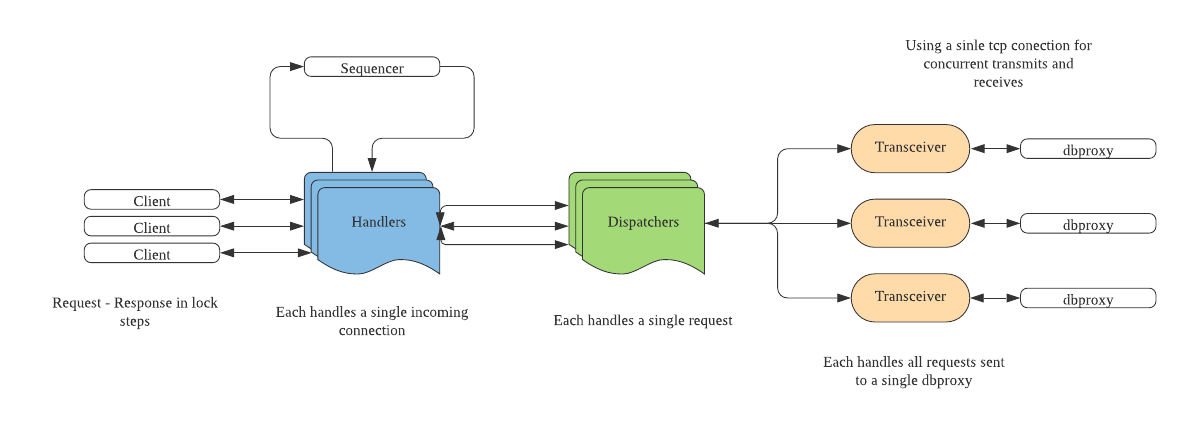 Using a sinle tcp conection for
concurrent transmits and
receives
Sequencer
Client
Client
Client
Handlers
Dispatchers
Transceiver
dbproxy
Transceiver
dbproxy
Transceiver
dbproxy
Request - Response in lock
steps
Each handles a single incoming
connection
Each handles a single request
Each handles all requests sent
to a single dbproxy